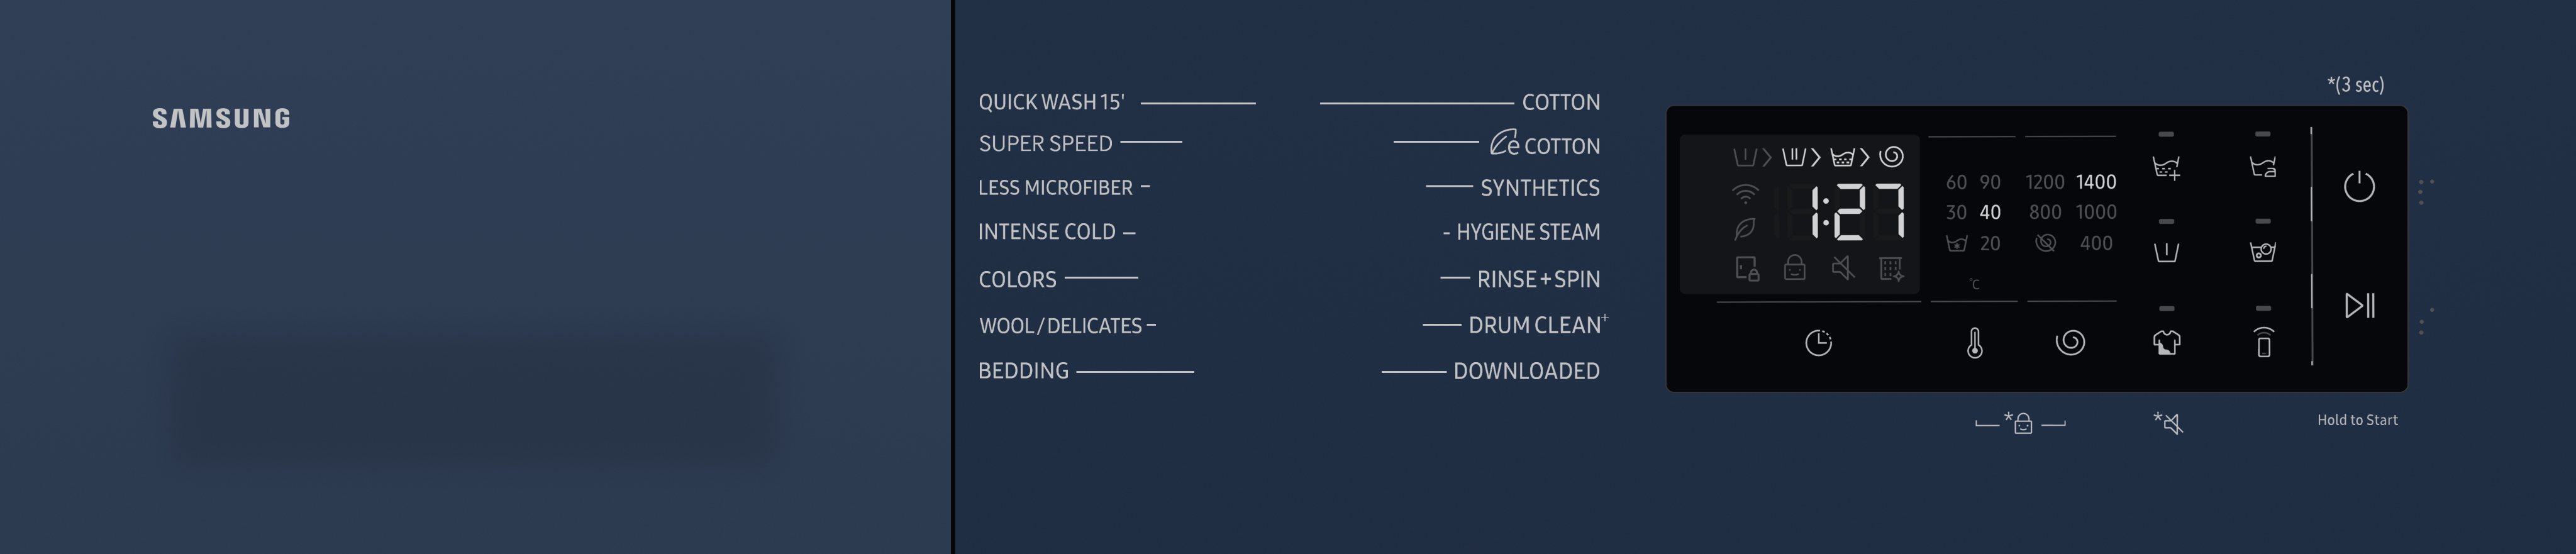 SAMSUNG
QUICK WASH 15'
SUPER SPEED
LESS MICROFIBER
INTENSE COLD
COLORS
WOOL/DELICATES
BEDDING
COTTON
e COTTON
SYNTHETICS
HYGIENE STEAM
RINSE+SPIN
DRUM CLEAN+
DOWNLOADED
*(3 sec)
1:27
60 90 1200 1400
30 40 800 1000
20 400
°C
*
*
Hold to Start